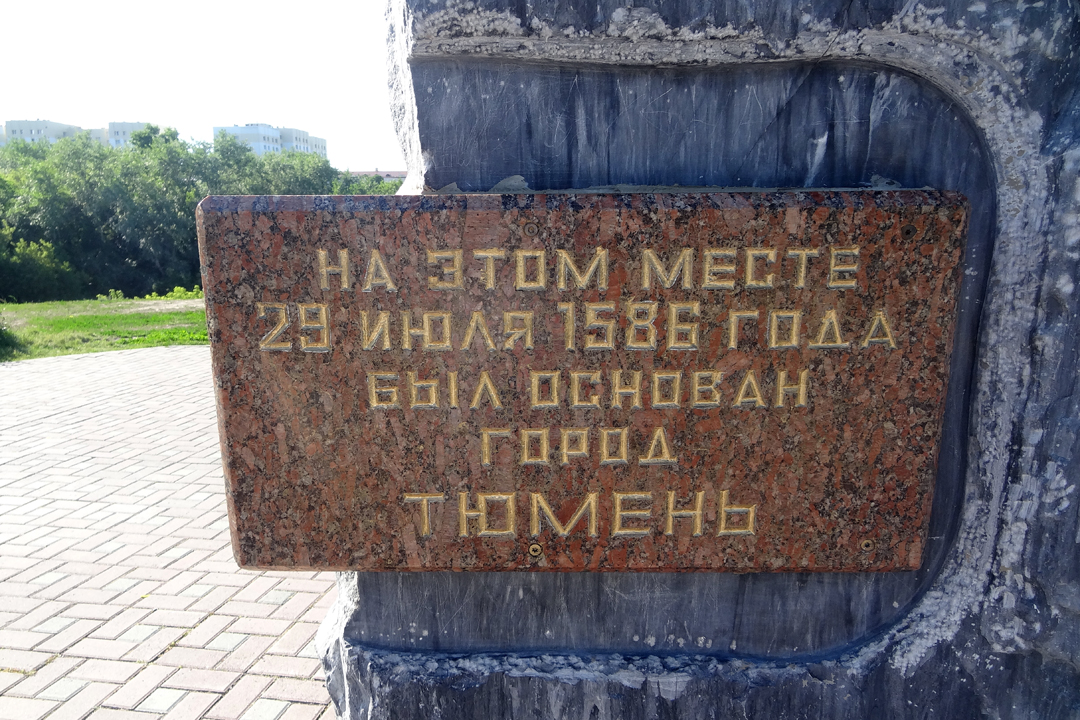 НА ЭТОМ МЕСТЕ
29 ИЮЛЯ 1586 ГОДА
БЫЛ ОСНОВАН
ГОРОД
ТЮМЕНЬ